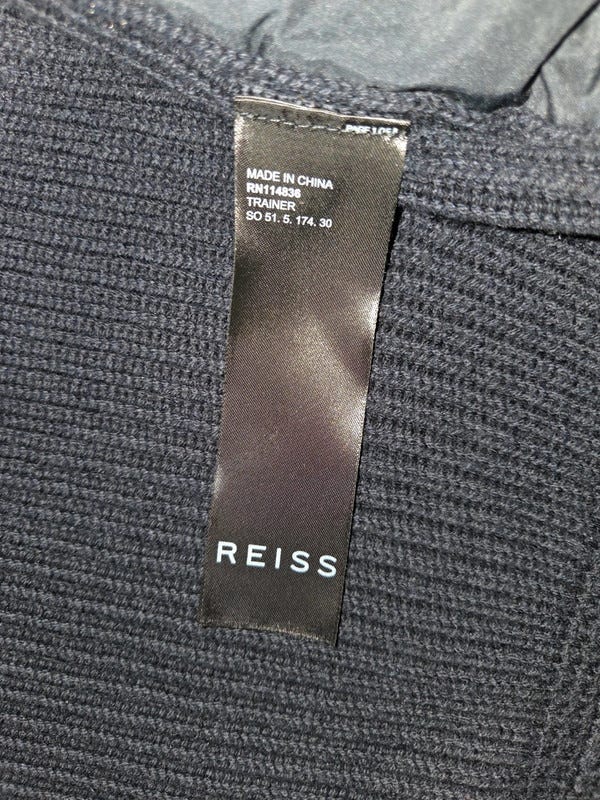 MADE IN CHINA
RN114836
TRAINER
SO 51. 5. 174. 30
REISS